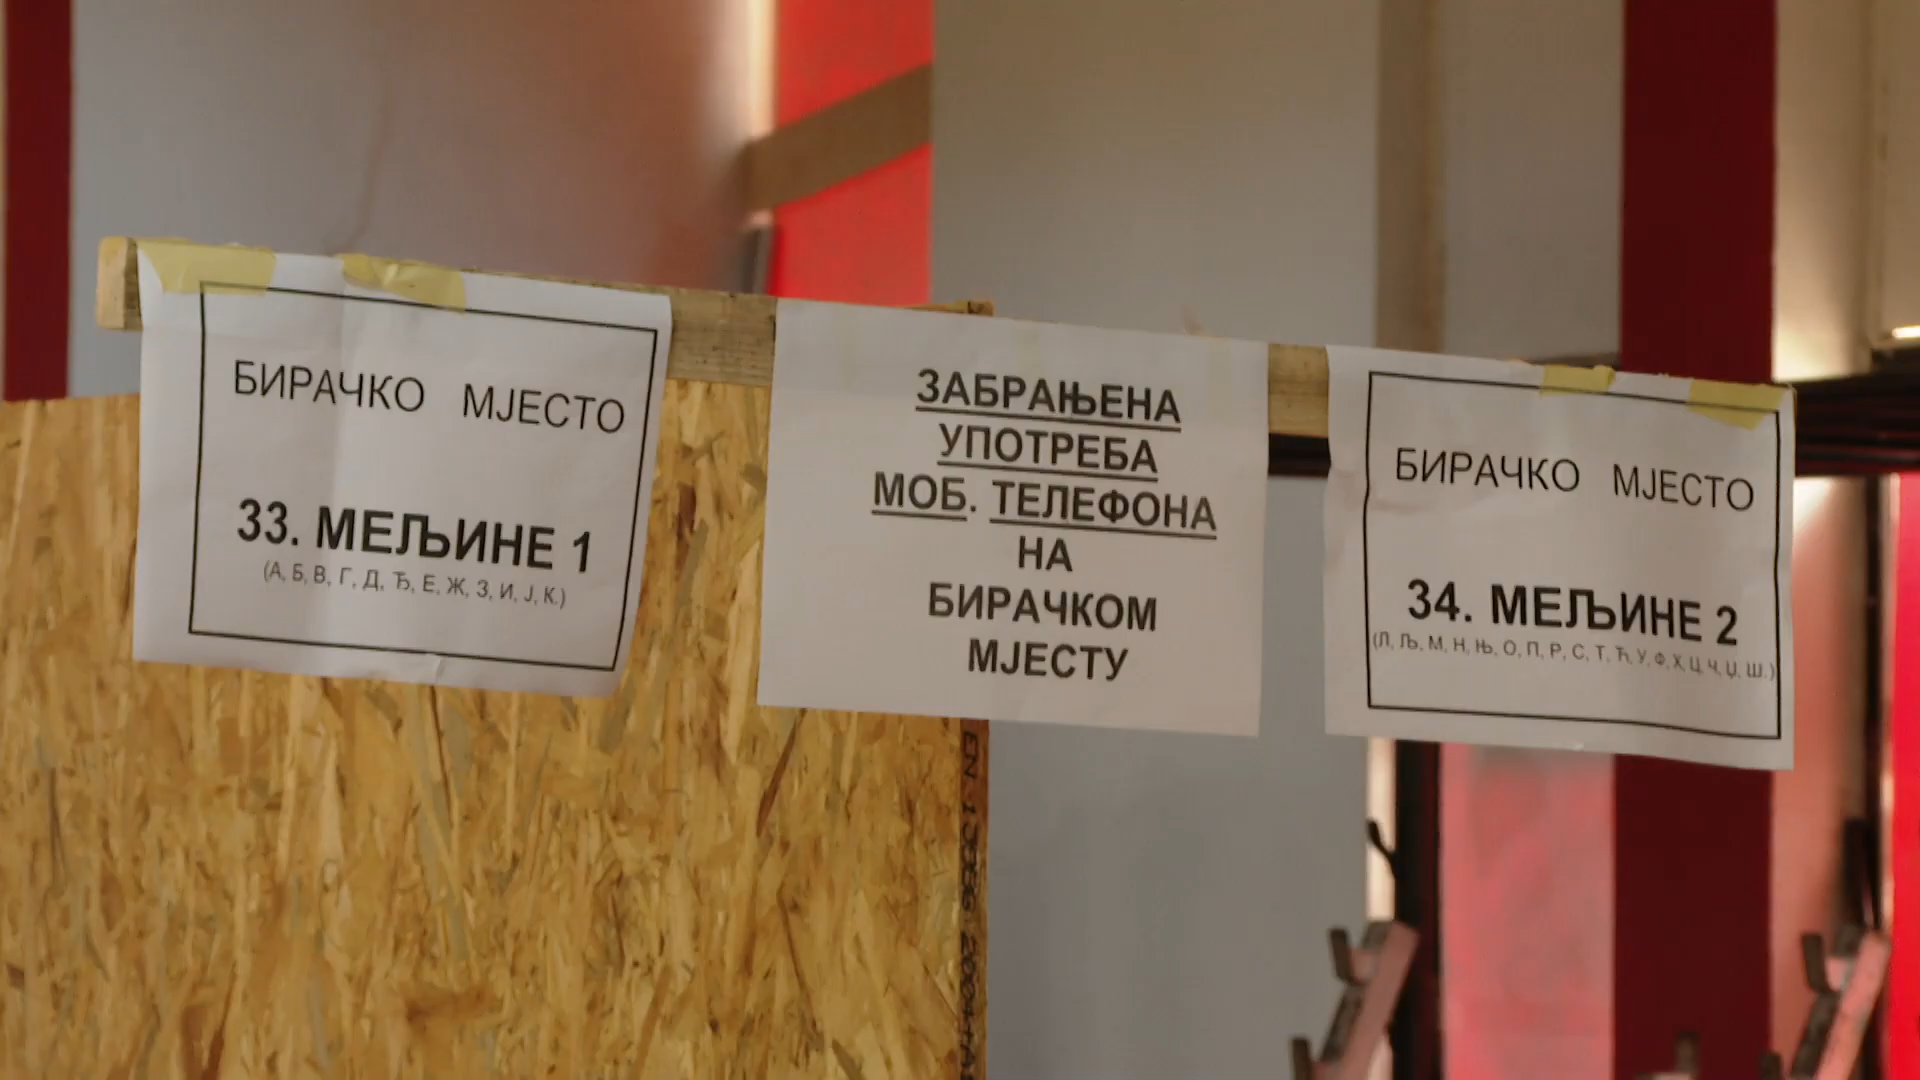 БИРАЧКО МЈЕСТО
33. МЕЉИНЕ 1
(А, Б, В, Г, Д, Ђ, Е, Ж, З, И, Ј, К.)
ЗАБРАЊЕНА
УПОТРЕБА
МОБ. ТЕЛЕФОНА
НА
БИРАЧКОМ
МЈЕСТУ
БИРАЧКО МЈЕСТО
34. МЕЉИНЕ 2
(Л, Љ, М, Н, Њ, О, П, Р, С, Т, Ћ, У, Ф, Х, Ц, Ч, Џ, Ш.)